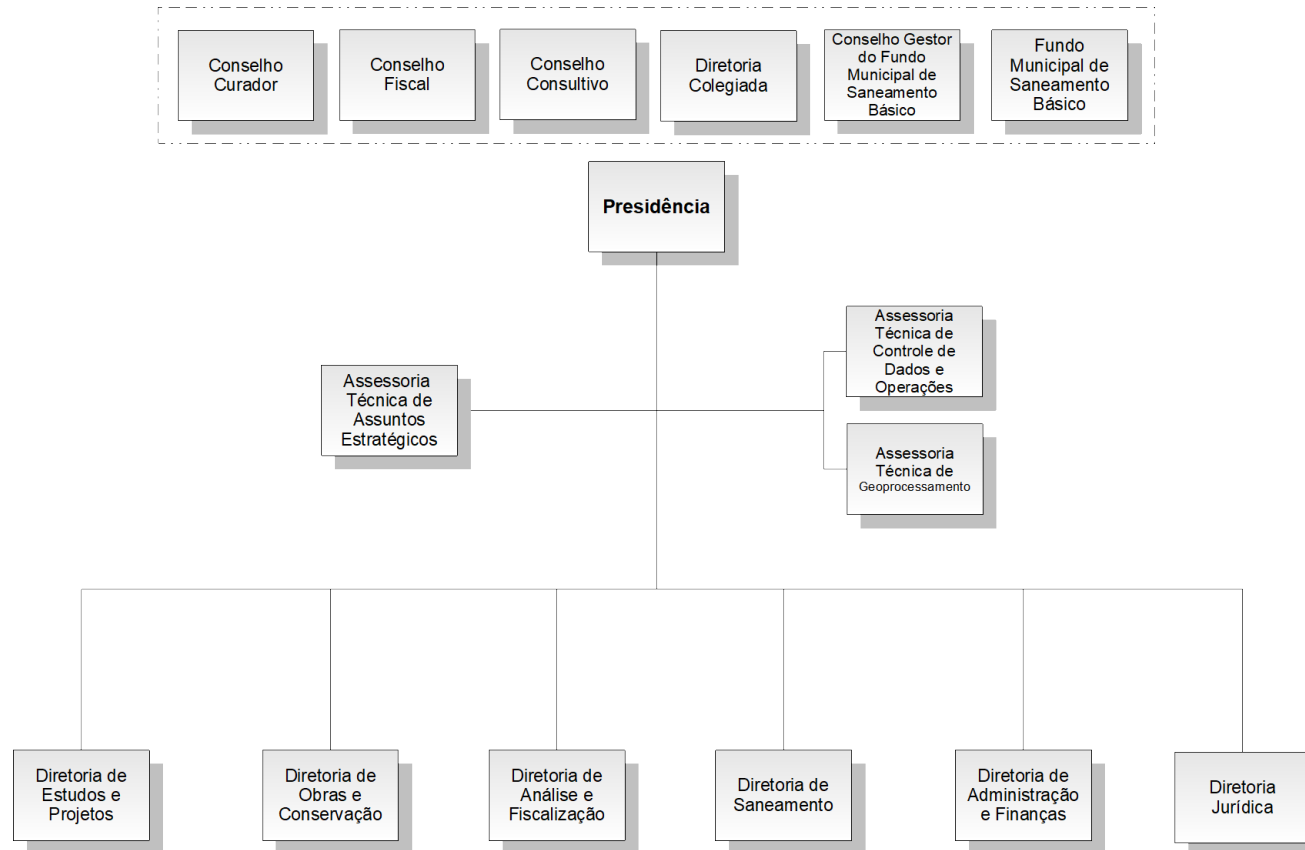 Conselho
Curador
Conselho
Fiscal
Conselho
Consultivo
Diretoria
Colegiada
Conselho Gestor
do Fundo
Municipal de
Saneamento
Básico
Fundo
Municipal de
Saneamento
Básico
Presidência
Assessoria
Técnica de
Assuntos
Estratégicos
Assessoria
Técnica de
Controle de
Dados e
Operações
Assessoria
Técnica de
Geoprocessamento
Diretoria de
Estudos e
Projetos
Diretoria de
Obras e
Conservação
Diretoria de
Análise e
Fiscalização
Diretoria de
Saneamento
Diretoria de
Administração
e Finanças
Diretoria
Jurídica